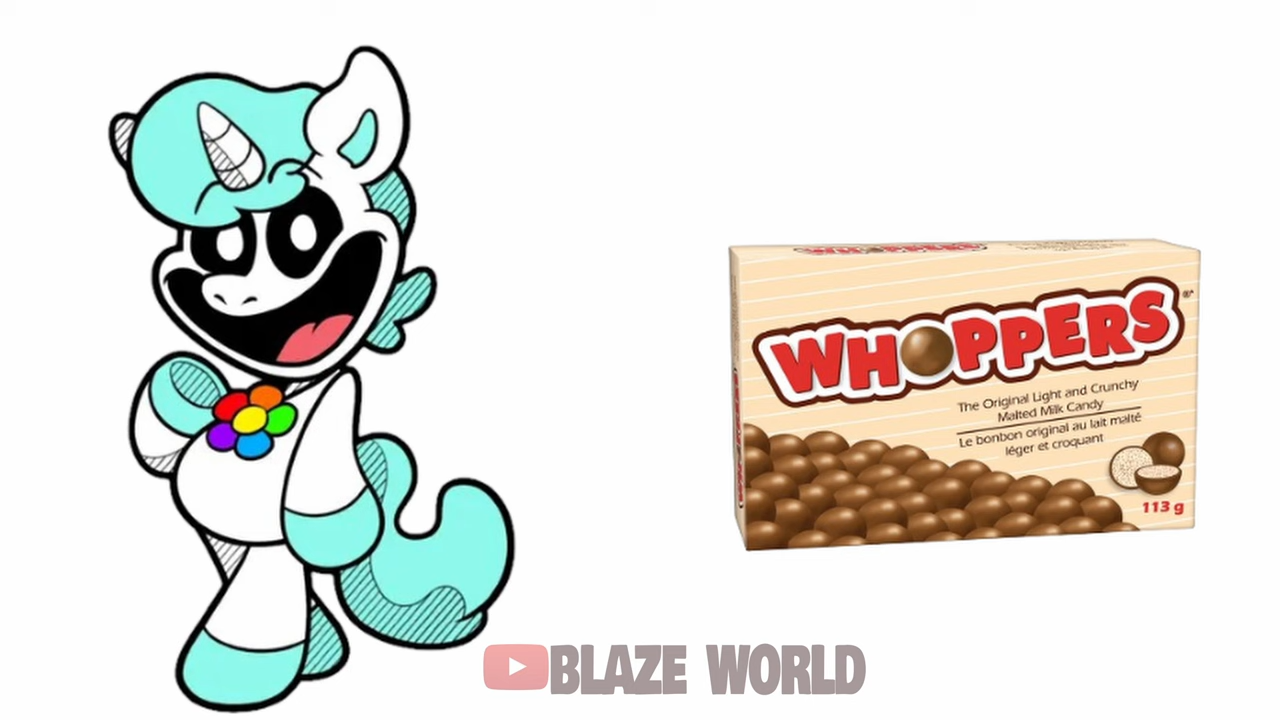 WHOPPERS
WHOPPERS
The Original Light and Crunchy
Malted Milk Candy
Le bonbon original au lait malté
léger et croquant
113 g
BLAZE WORLD